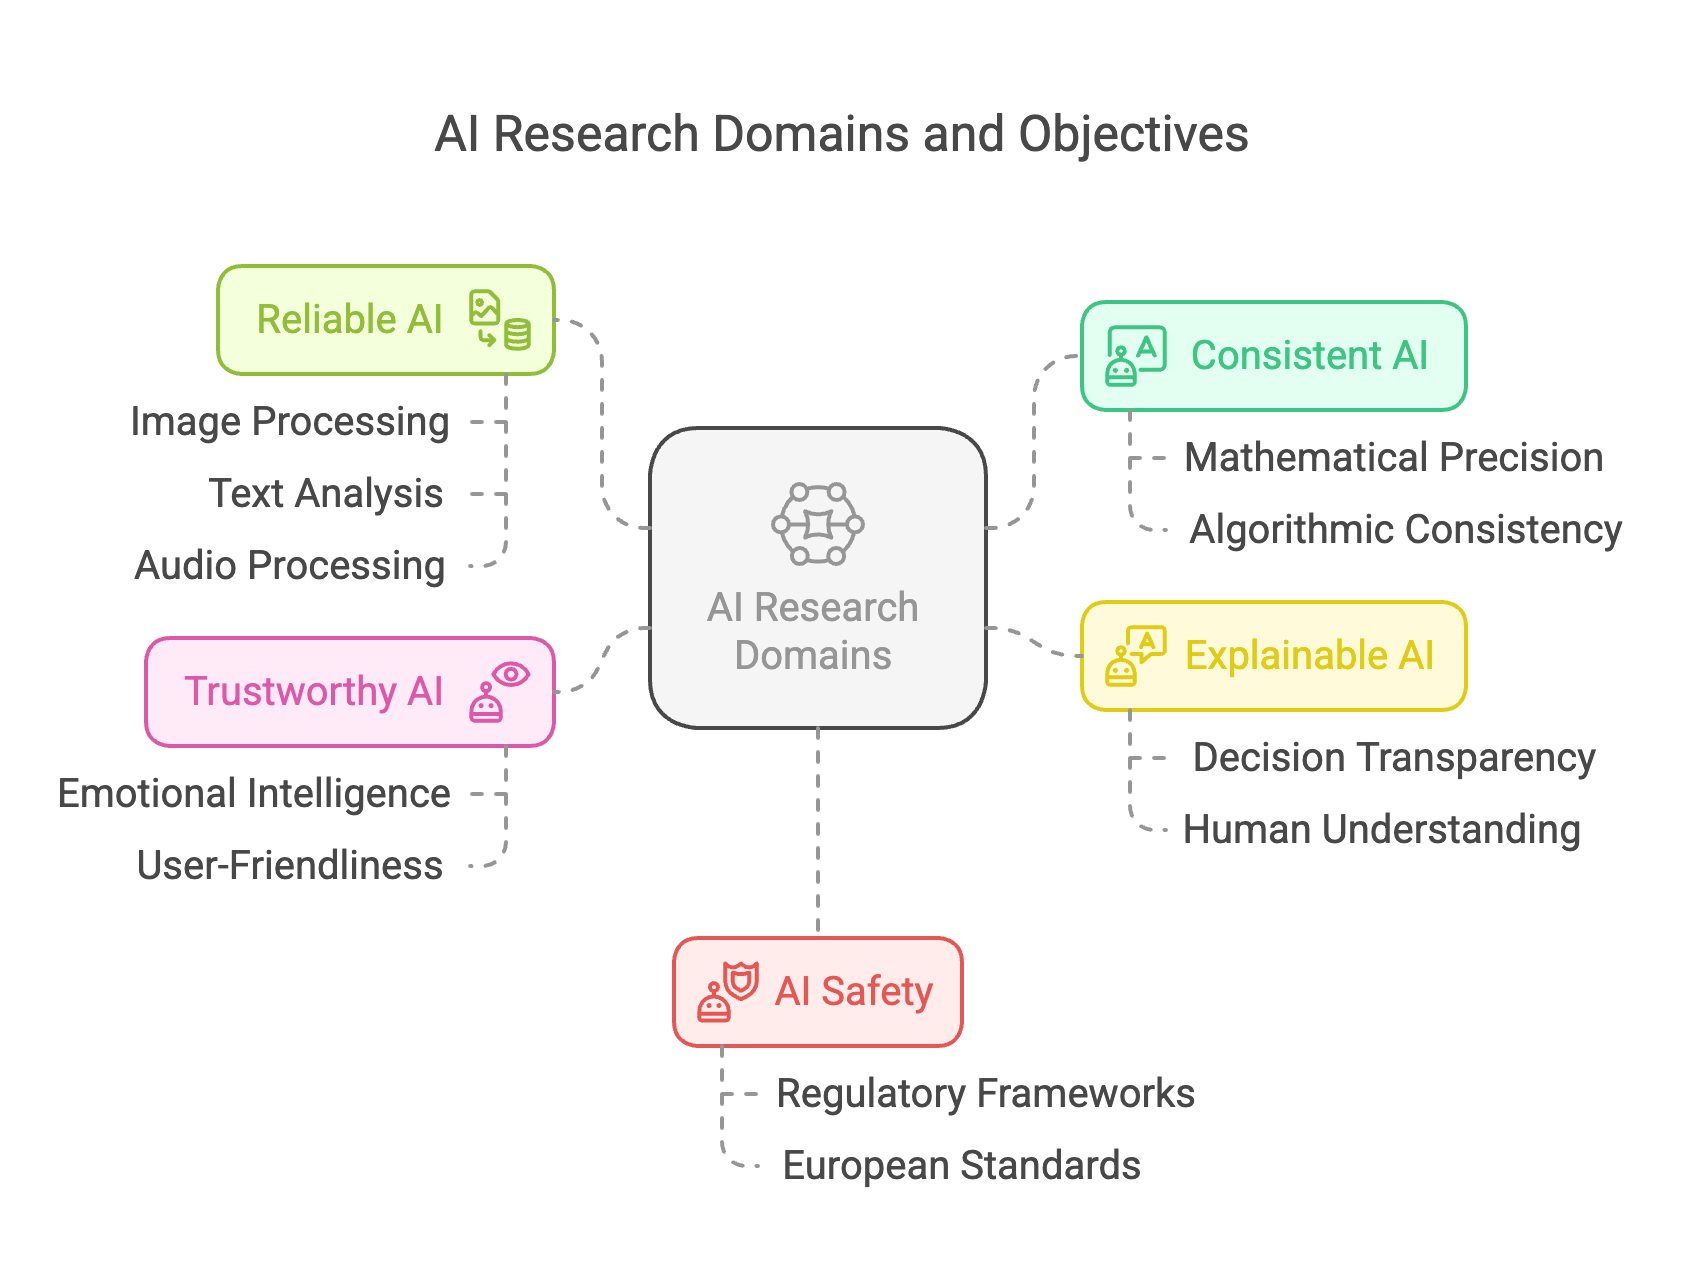 AI Research Domains and Objectives
Reliable AI
Image Processing
Text Analysis
Audio Processing
Trustworthy AI
Emotional Intelligence
User-Friendliness
AI Research
Domains
Consistent AI
Mathematical Precision
Algorithmic Consistency
Explainable AI
Decision Transparency
Human Understanding
AI Safety
Regulatory Frameworks
European Standards